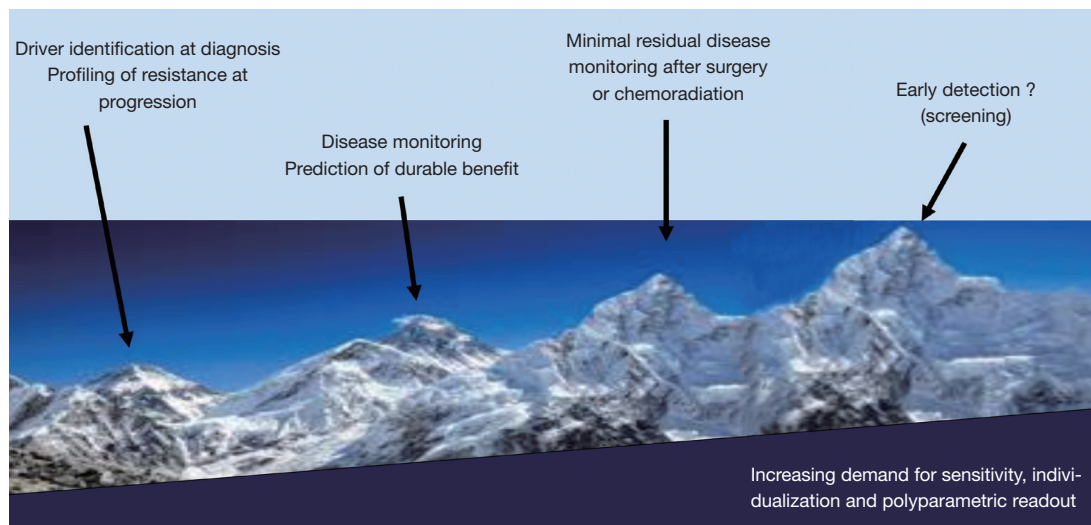 Driver identification at diagnosis
Profiling of resistance at
progression
Disease monitoring
Prediction of durable benefit
Minimal residual disease
monitoring after surgery
or chemoradiation
Early detection ?
(screening)
Increasing demand for sensitivity, indivi-
dualization and polyparametric readout